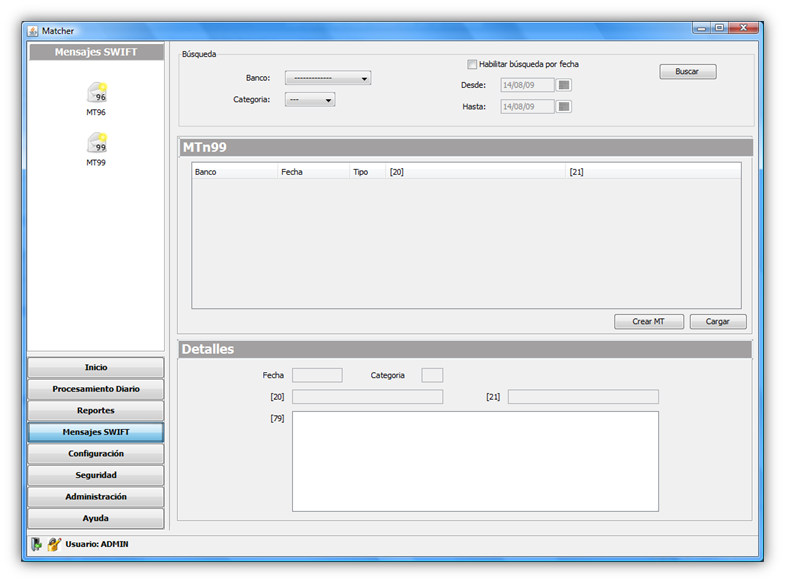 Matcher
Mensajes SWIFT
96
MT96
99
MT99
Inicio
Procesamiento Diario
Reportes
Mensajes SWIFT
Configuración
Seguridad
Administración
Ayuda
Búsqueda
Banco: -------------
Categoria: ---
Habilitar búsqueda por fecha
Desde: 14/08/09
Hasta: 14/08/09
Buscar
MTn99
Banco Fecha Tipo [20] [21]
Crear MT Cargar
Detalles
Fecha Categoria
[20] [21]
[79]
Usuario: ADMIN